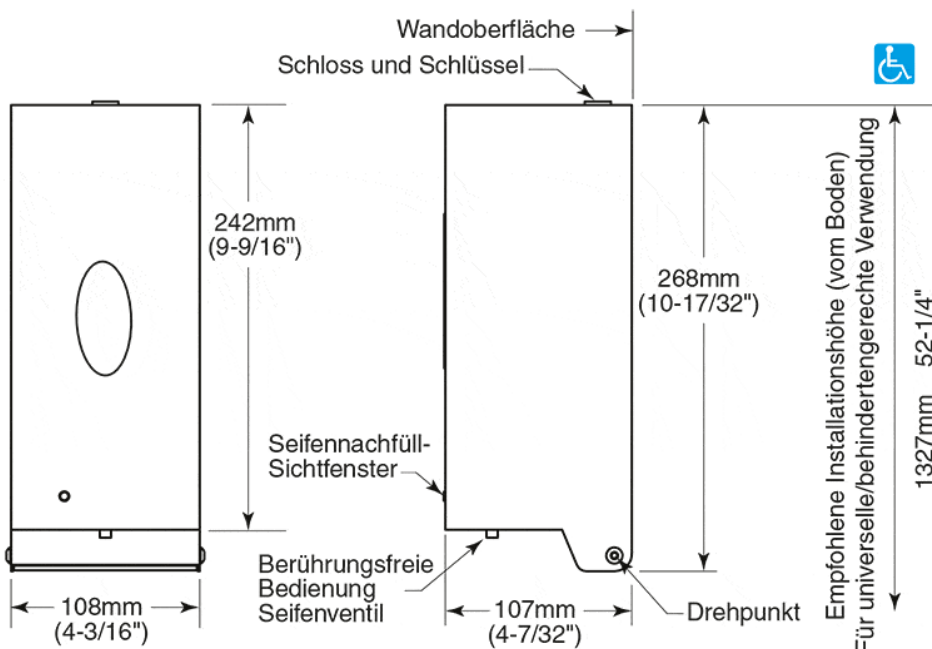 Wandoberfläche
Schloss und Schlüssel
242mm
(9-9/16")
268mm
(10-17/32")
Seifennachfüll-
Sichtfenster
Berührungsfreie
Bedienung
Seifenventil
108mm
(4-3/16")
107mm
(4-7/32")
Drehpunkt
Empfohlene Installationshöhe (vom Boden)
Für universelle/behindertengerechte Verwendung
1327mm 52-1/4"